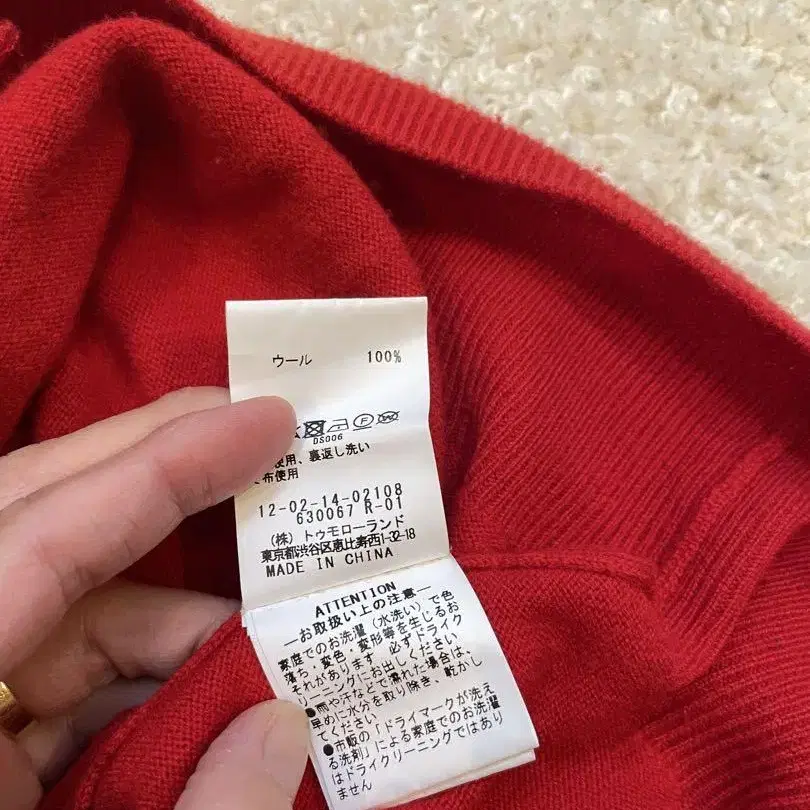 ウール 100%
DS006
使用、裏返し洗い
布使用
12-02-14-02108
630067 R-01
(株) トゥモローランド
東京都渋谷区恵比寿西1-32-18
MADE IN CHINA
ATTENTION
―お取扱い上の注意―
家庭でのお洗濯（水洗い）で色
落ち・変色・変形等を生じるお
それがあります 必ずドライク
リーニングにお出しください
●雨や汗などで濡れた場合は、
早めに水分を取り除き、乾かし
てください
●市販の「ドライマークが洗え
る洗剤」による家庭でのお洗濯
はドライクリーニングではあり
ません